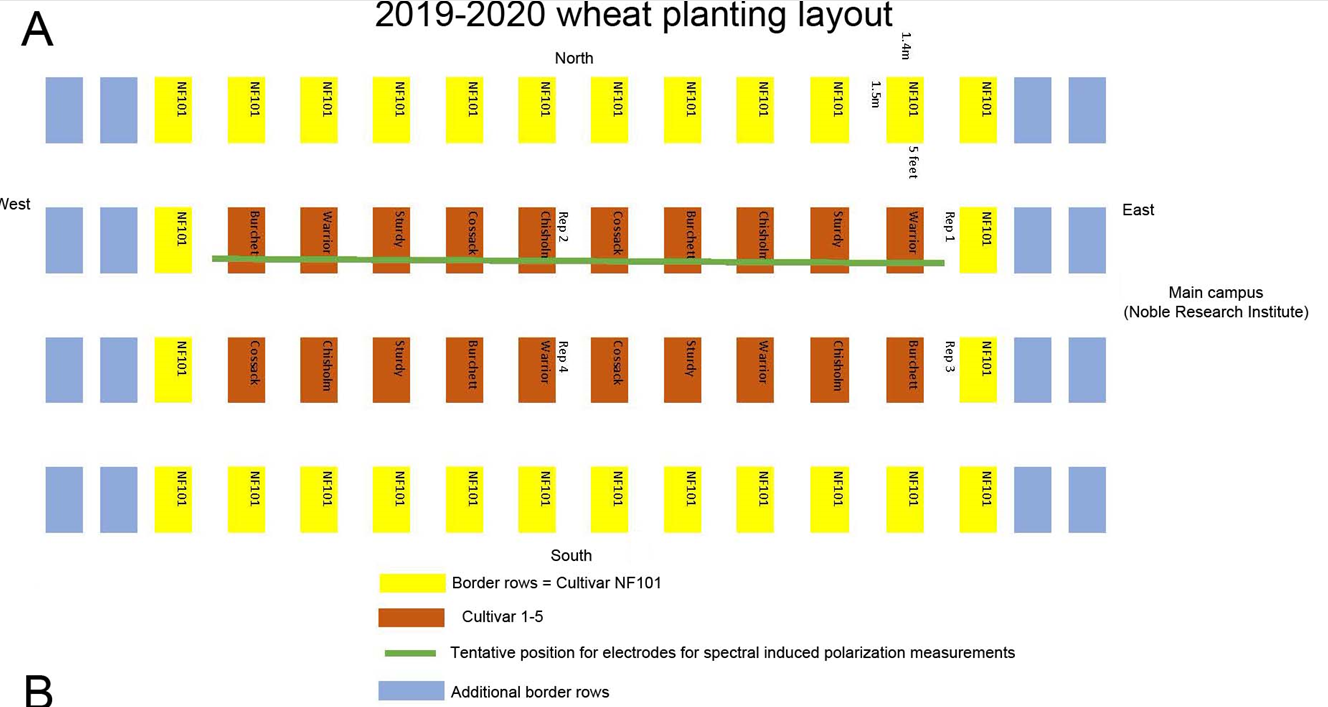 A
2019-2020 wheat planting layout
North
1.4m
NF101
NF101
NF101
NF101
NF101
NF101
NF101
NF101
NF101
NF101
1.5m
NF101
NF101
5 feet
West
East
NF101
Burchett
Warrior
Sturdy
Cossack
Chisholm
Rep 2
Cossack
Burchett
Chisholm
Sturdy
Warrior
Rep 1
NF101
Main campus
(Noble Research Institute)
NF101
Cossack
Chisholm
Sturdy
Burchett
Warrior
Rep 4
Cossack
Sturdy
Warrior
Chisholm
Burchett
Rep 3
NF101
NF101
NF101
NF101
NF101
NF101
NF101
NF101
NF101
NF101
NF101
NF101
NF101
South
Border rows = Cultivar NF101
Cultivar 1-5
Tentative position for electrodes for spectral induced polarization measurements
Additional border rows
B